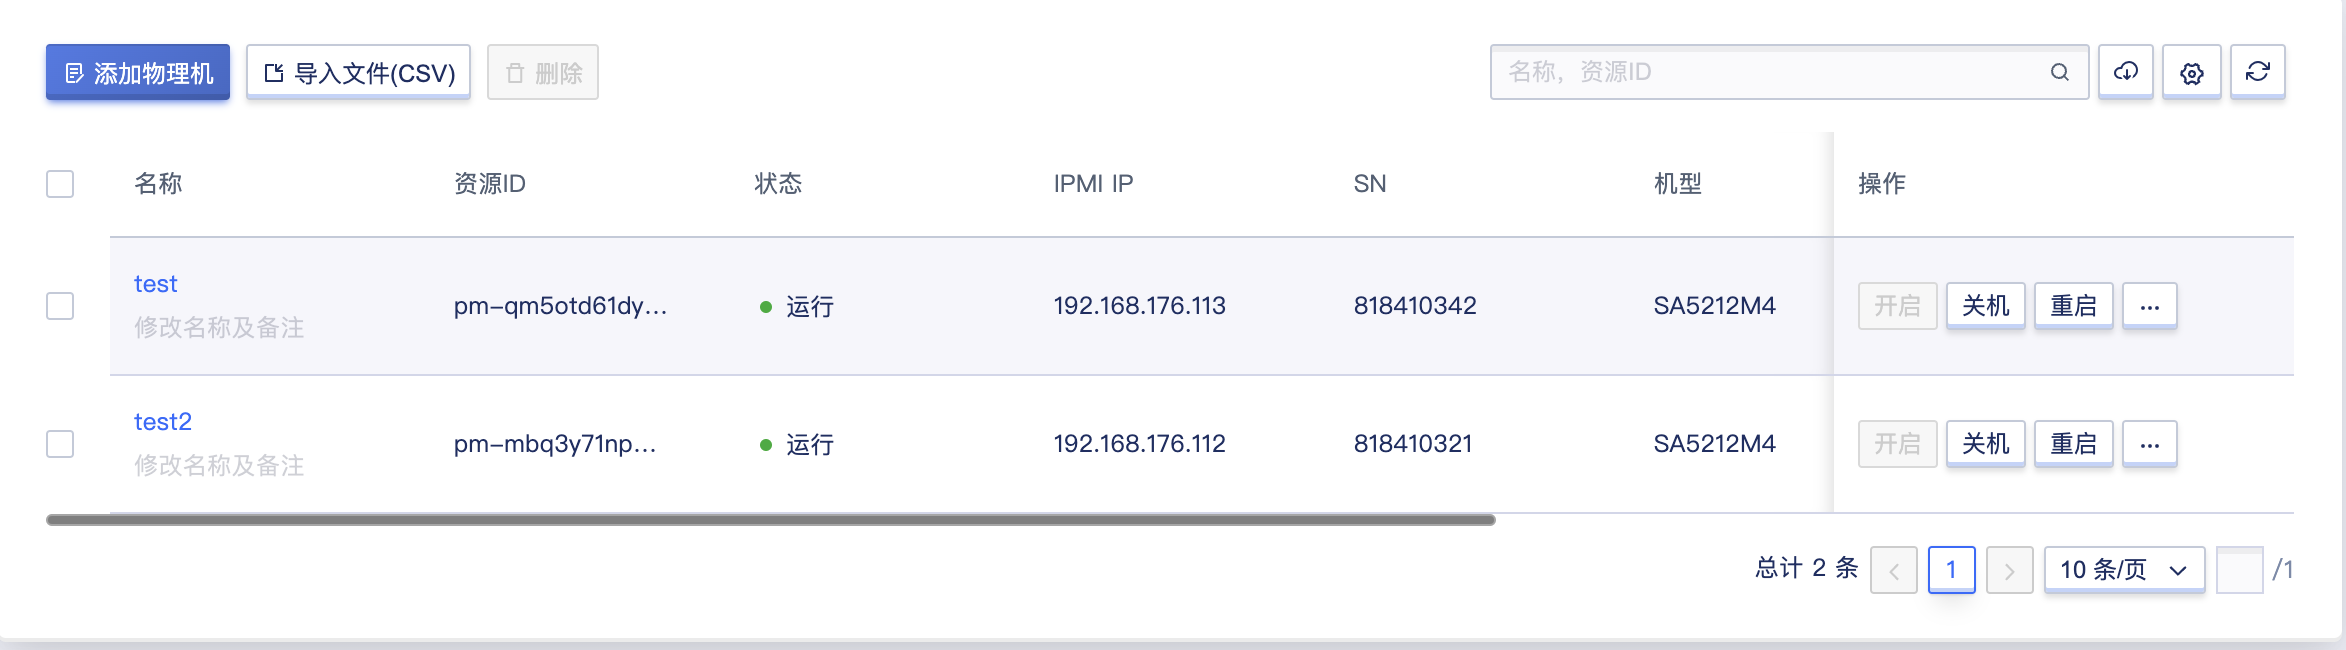 添加物理机 导入文件(CSV) 删除 名称，资源ID
名称 资源ID 状态 IPMI IP SN 机型 操作
test
修改名称及备注
pm-qm5otd61dy... 运行 192.168.176.113 818410342 SA5212M4 开启 关机 重启 ...
test2
修改名称及备注
pm-mbq3y71np... 运行 192.168.176.112 818410321 SA5212M4 开启 关机 重启 ...
总计 2 条 < 1 > 10 条/页 /1